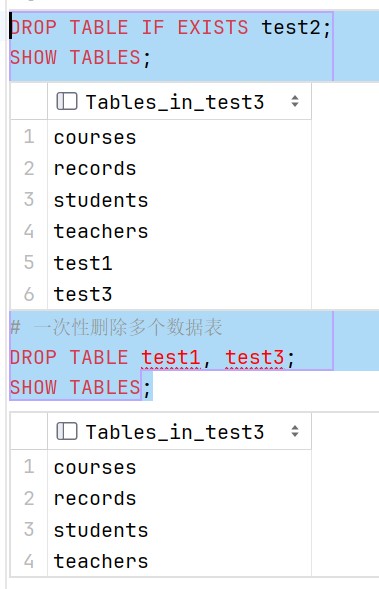 DROP TABLE IF EXISTS test2;
SHOW TABLES;
Tables_in_test3
1 courses
2 records
3 students
4 teachers
5 test1
6 test3
# 一次性删除多个数据表
DROP TABLE test1, test3;
SHOW TABLES;
Tables_in_test3
1 courses
2 records
3 students
4 teachers